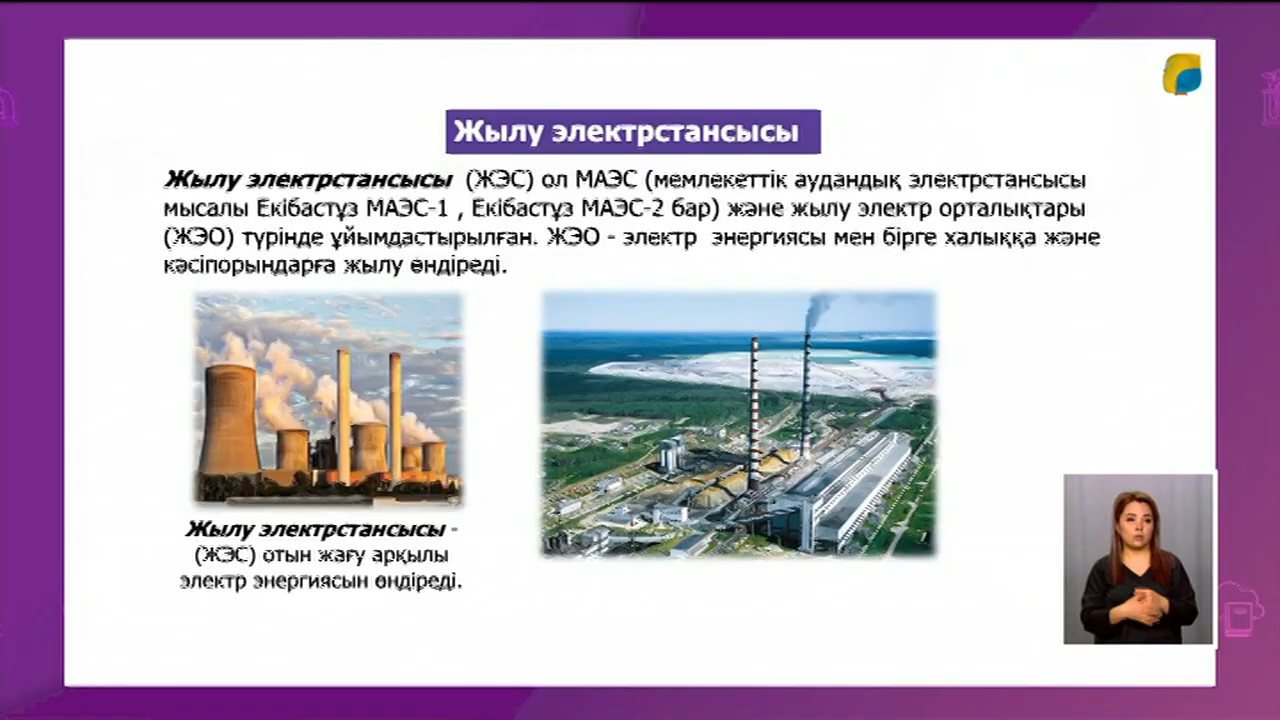 Жылу электрстансысы
Жылу электрстансысы (ЖЭС) ол МАЭС (мемлекеттік аудандық электрстансысы
мысалы Екібастұз МАЭС-1 , Екібастұз МАЭС-2 бар) және жылу электр орталықтары
(ЖЭО) түрінде ұйымдастырылған. ЖЭО - электр энергиясы мен бірге халыққа және
кәсіпорындарға жылу өндіреді.
Жылу электрстансысы -
(ЖЭС) отын жағу арқылы
электр энергиясын өндіреді.